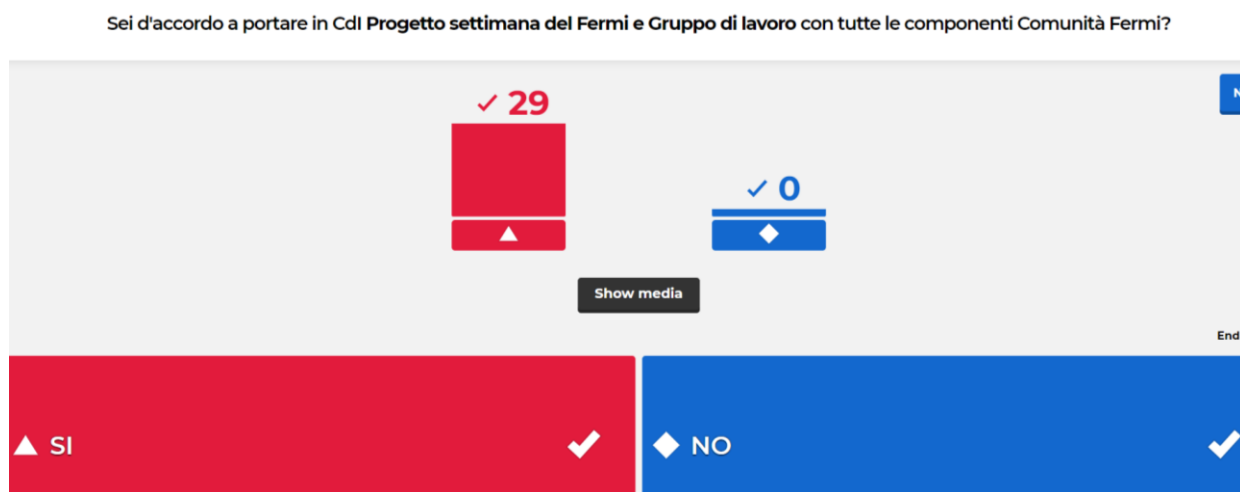 Sei d'accordo a portare in CdI Progetto settimana del Fermi e Gruppo di lavoro con tutte le componenti Comunità Fermi?
29
0
Show media
End
SI
NO